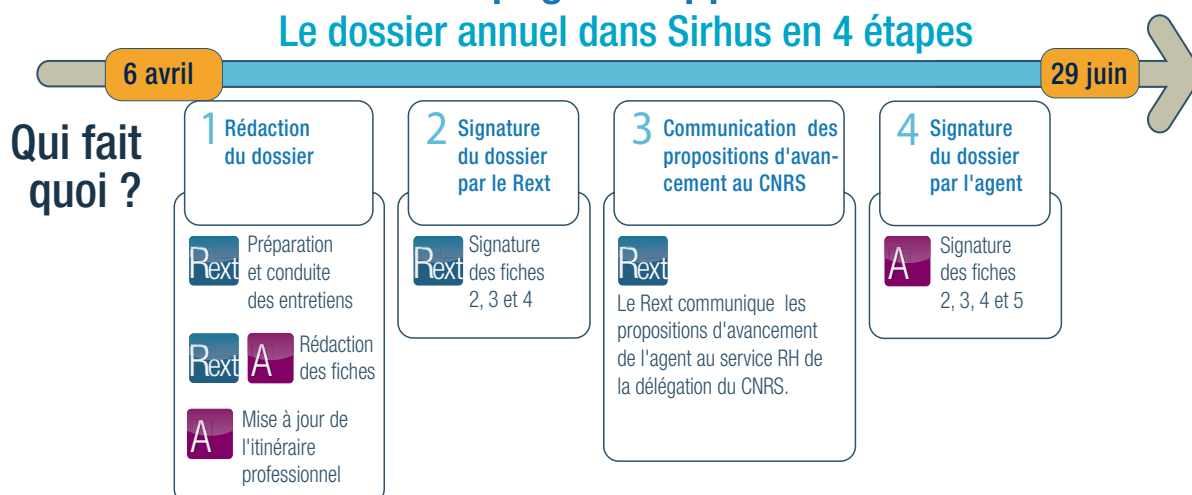 Le dossier annuel dans Sirhus en 4 étapes
6 avril
29 juin
Qui fait
quoi ?
1 Rédaction
du dossier
Rext Préparation
et conduite
des entretiens
Rext A Rédaction
des fiches
A Mise à jour de
l'itinéraire
professionnel
2 Signature
du dossier
par le Rext
Rext Signature
des fiches
2, 3 et 4
3 Communication des
propositions d'avan-
cement au CNRS
Rext
Le Rext communique les
propositions d'avancement
de l'agent au service RH de
la délégation du CNRS.
4 Signature
du dossier
par l'agent
A Signature
des fiches
2, 3, 4 et 5